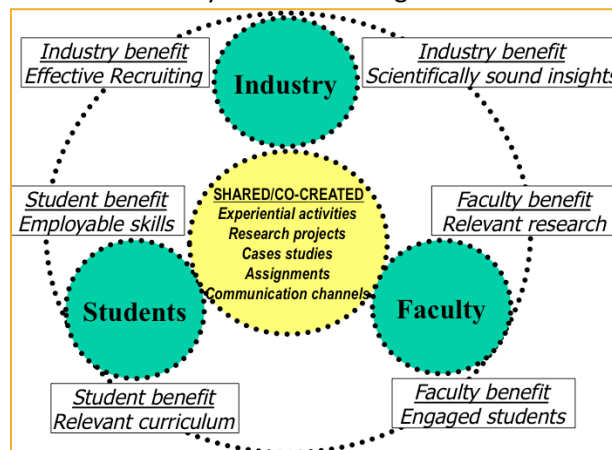 Industry benefit
Effective Recruiting
Industry benefit
Scientifically sound insights
Industry
Student benefit
Employable skills
SHARED/CO-CREATED
Experiential activities
Research projects
Cases studies
Assignments
Communication channels
Faculty benefit
Relevant research
Students
Faculty
Student benefit
Relevant curriculum
Faculty benefit
Engaged students